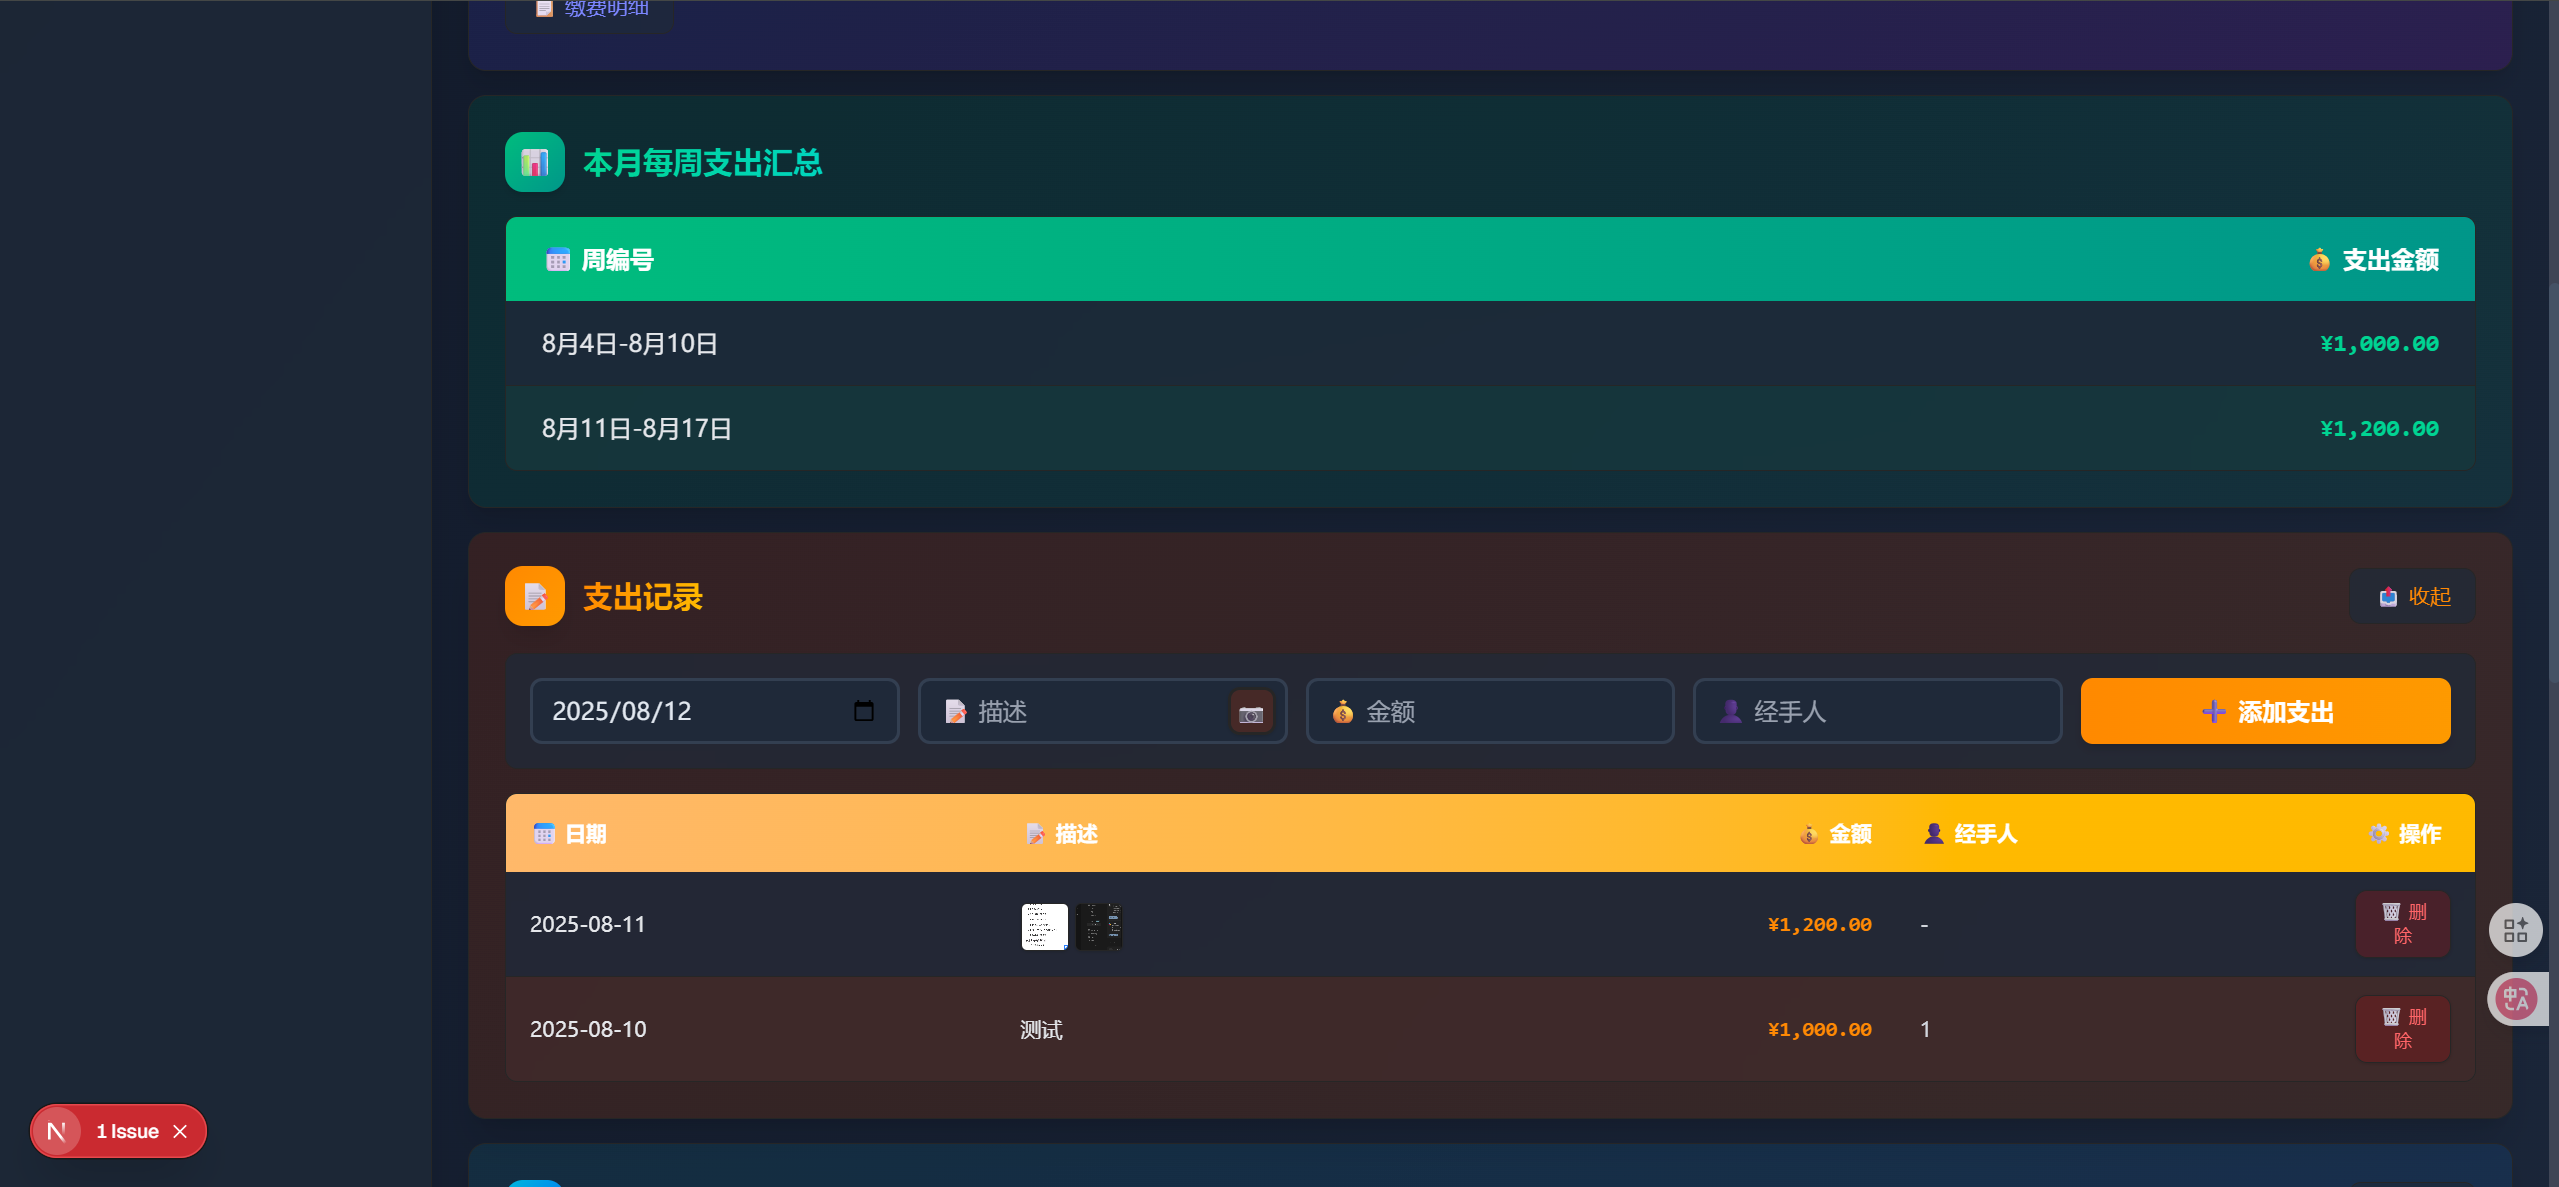 缴费明细
本月每周支出汇总
周编号 支出金额
8月4日-8月10日 ¥1,000.00
8月11日-8月17日 ¥1,200.00
支出记录 收起
2025/08/12 描述 金额 经手人 添加支出
日期 描述 金额 经手人 操作
2025-08-11 ¥1,200.00 - 删
除
2025-08-10 测试 ¥1,000.00 1 删
除
N 1 Issue
中A